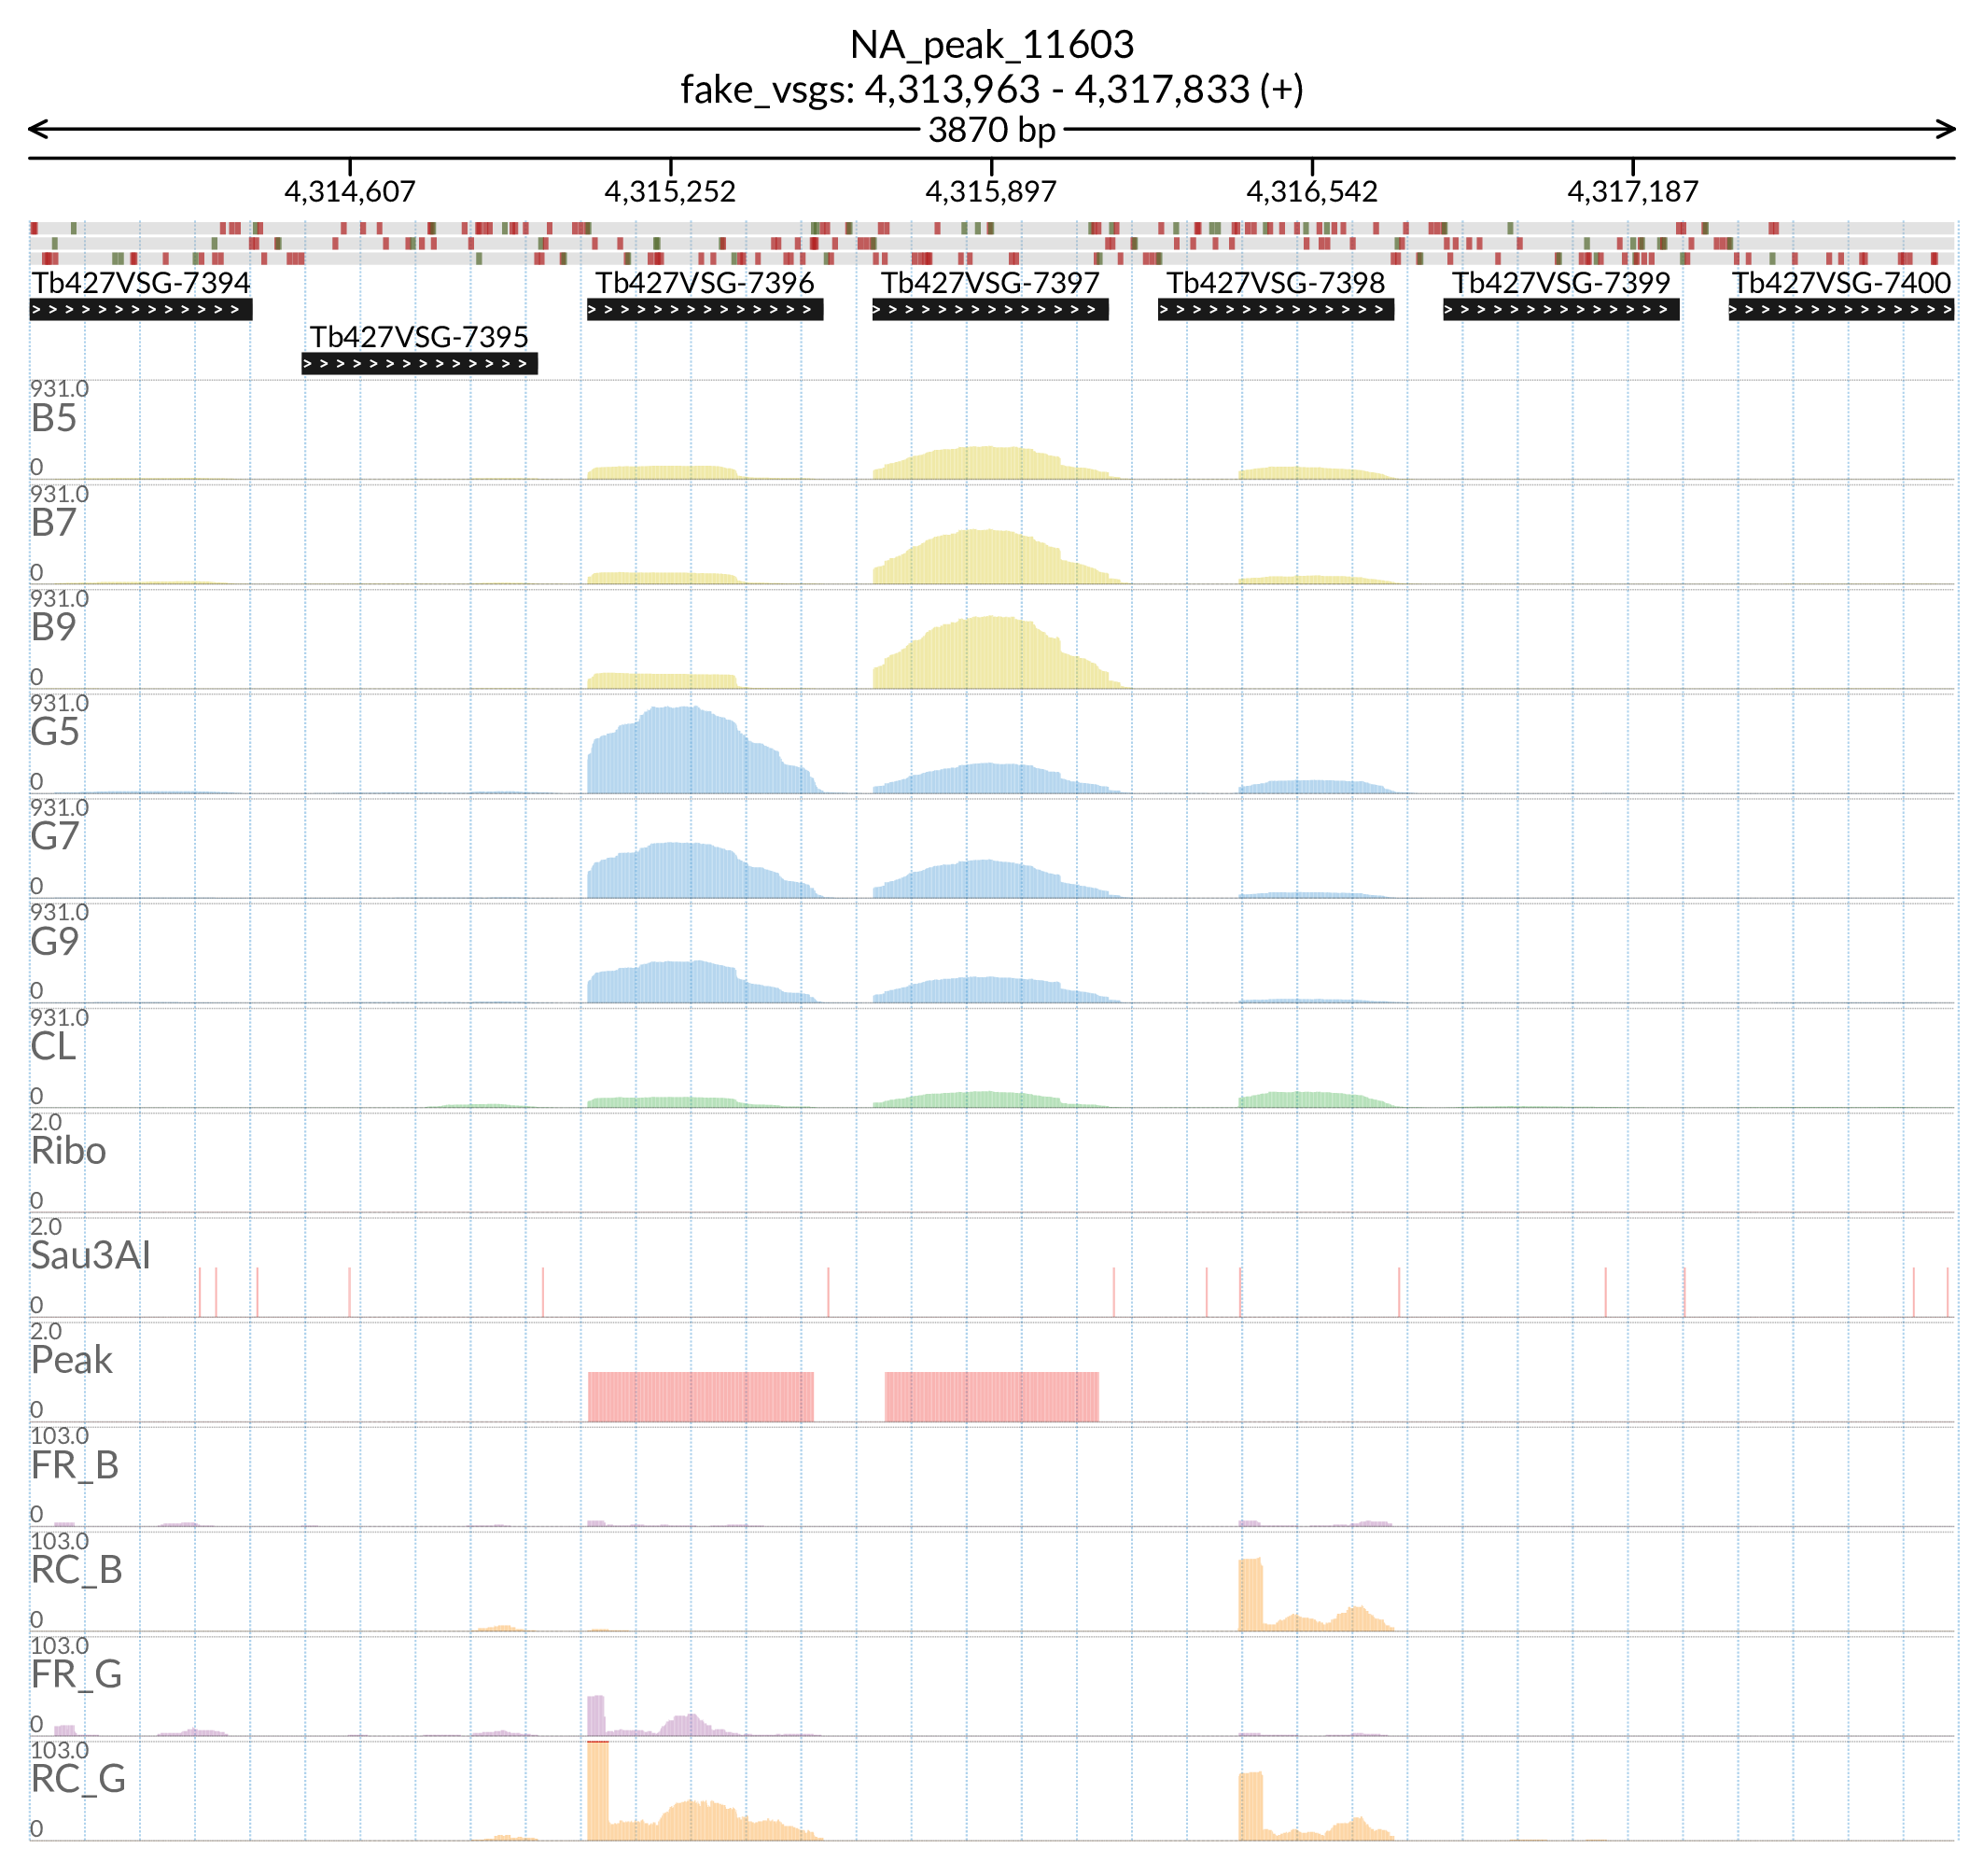 NA_peak_11603
fake_vsgs: 4,313,963 - 4,317,833 (+)
3870 bp
4,314,607 4,315,252 4,315,897 4,316,542 4,317,187
Tb427VSG-7394 Tb427VSG-7396 Tb427VSG-7397 Tb427VSG-7398 Tb427VSG-7399 Tb427VSG-7400
Tb427VSG-7395
931.0
B5
0
931.0
B7
0
931.0
B9
0
931.0
G5
0
931.0
G7
0
931.0
G9
0
931.0
CL
0
2.0
Ribo
0
2.0
Sau3AI
0
2.0
Peak
0
103.0
FR_B
0
103.0
RC_B
0
103.0
FR_G
0
103.0
RC_G
0